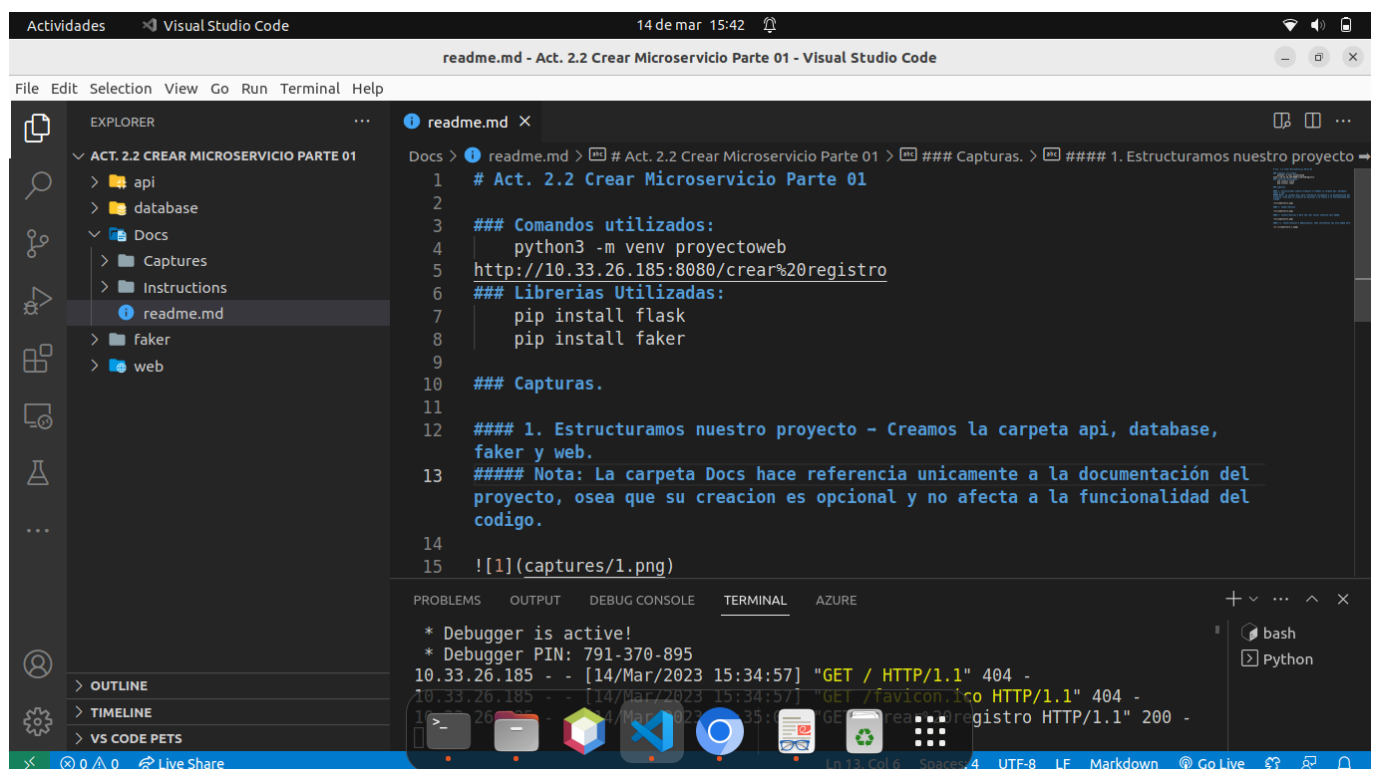 Actividades Visual Studio Code 14 de mar 15:42
readme.md - Act. 2.2 Crear Microservicio Parte 01 - Visual Studio Code
File Edit Selection View Go Run Terminal Help
EXPLORER
ACT. 2.2 CREAR MICROSERVICIO PARTE 01
api
database
Docs
Captures
Instructions
readme.md
faker
web
OUTLINE
TIMELINE
VS CODE PETS
readme.md
Docs > readme.md > # Act. 2.2 Crear Microservicio Parte 01 > ### Capturas. > #### 1. Estructuramos nuestro proyecto →
1 # Act. 2.2 Crear Microservicio Parte 01
2
3 ### Comandos utilizados:
4 python3 -m venv proyectoweb
5 http://10.33.26.185:8080/crear%20registro
6 ### Librerias Utilizadas:
7 pip install flask
8 pip install faker
9
10 ### Capturas.
11
12 #### 1. Estructuramos nuestro proyecto → Creamos la carpeta api, database,
faker y web.
13 ##### Nota: La carpeta Docs hace referencia unicamente a la documentación del
proyecto, osea que su creacion es opcional y no afecta a la funcionalidad del
codigo.
14
15 ![1](captures/1.png)
PROBLEMS OUTPUT DEBUG CONSOLE TERMINAL AZURE
* Debugger is active!
* Debugger PIN: 791-370-895
10.33.26.185 - - [14/Mar/2023 15:34:57] "GET / HTTP/1.1" 404 -
10.33.26.185 - - [14/Mar/2023 15:34:57] "GET /favicon.ico HTTP/1.1" 404 -
registro HTTP/1.1" 200 -
bash
Python
0 0 Live Share Ln 13, Col 6 Spaces: 4 UTF-8 LF Markdown Go Live